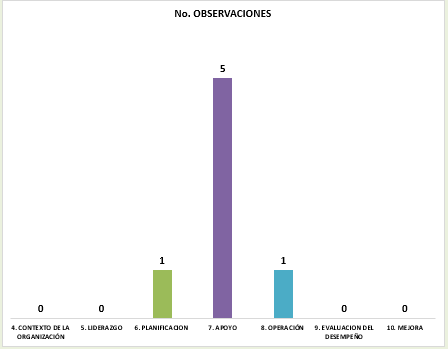 No. OBSERVACIONES
5
1
1
0
0
0
0
4. CONTEXTO DE LA
ORGANIZACIÓN
5. LIDERAZGO
6. PLANIFICACION
7. APOYO
8. OPERACIÓN
9. EVALUACION DEL
DESEMPEÑO
10. MEJORA